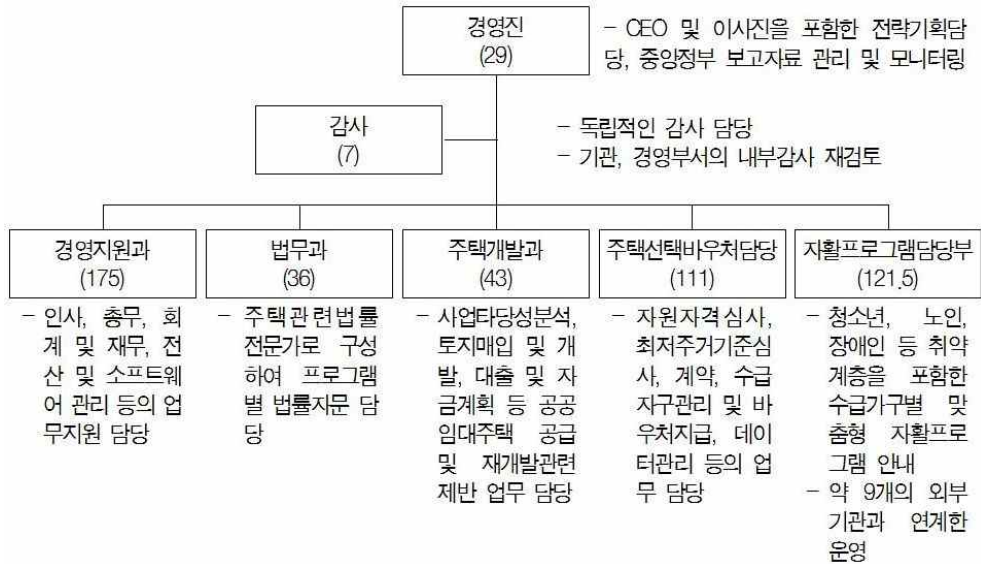 경영진
(29)
- CEO 및 이사진을 포함한 전략기획담
당, 중앙정부 보고자료 관리 및 모니터링
감사
(7)
- 독립적인 감사 담당
- 기관, 경영부서의 내부감사 재검토
경영지원과
(175)
- 인사, 총무, 회
계 및 재무, 전
산 및 소프트웨
어 관리 등의 업
무지원 담당
법무과
(36)
- 주택관련법률
전문가로 구성
하여 프로그램
별 법률자문 담
당
주택개발과
(43)
- 사업타당성분석,
토지매입 및 개
발, 대출 및 자
금계획 등 공공
임대주택 공급
및 재개발관련
제반 업무 담당
주택선택바우처담당
(111)
- 자원자격심사,
최저주거기준심
사, 계약, 수급
자구관리 및 바
우처지급, 데이
터관리 등의 업
무 담당
자활프로그램담당부
(121.5)
- 청소년, 노인,
장애인 등 취약
계층을 포함한
수급가구별 맞
춤형 자활프로
그램 안내
- 약 9개의 외부
기관과 연계한
운영